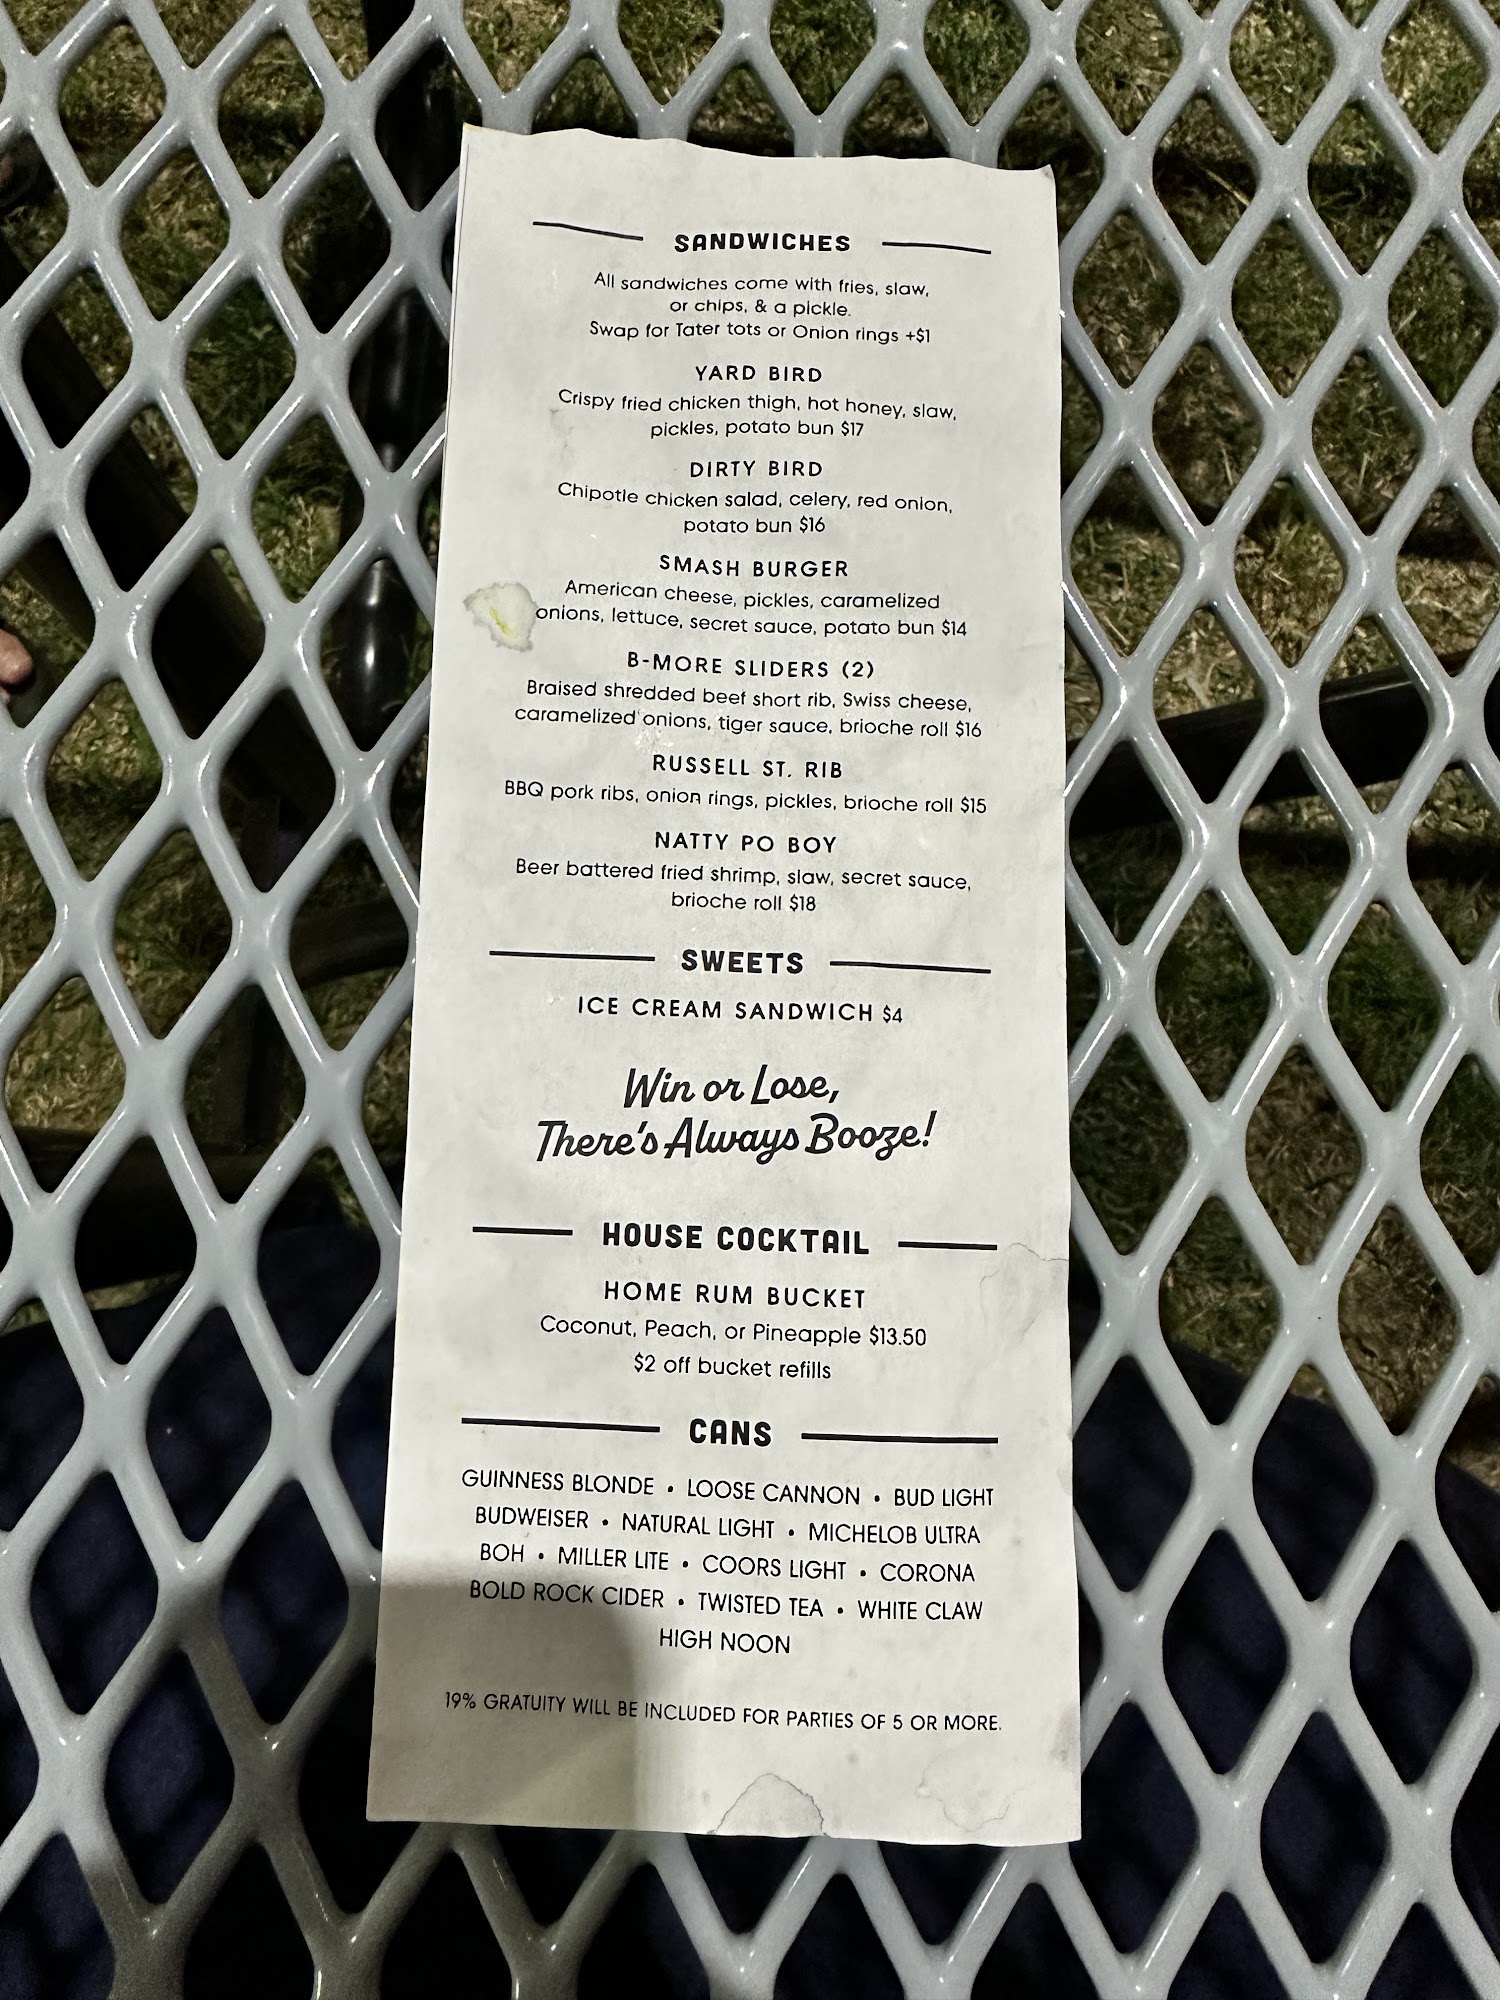 SANDWICHES
All sandwiches come with fries, slaw,
or chips, & a pickle.
Swap for Tater tots or Onion rings +$1
YARD BIRD
Crispy fried chicken thigh, hot honey, slaw,
pickles, potato bun $17
DIRTY BIRD
Chipotle chicken salad, celery, red onion,
potato bun $16
SMASH BURGER
American cheese, pickles, caramelized
onions, lettuce, secret sauce, potato bun $14
B-MORE SLIDERS (2)
Braised shredded beef short rib, Swiss cheese,
caramelized onions, tiger sauce, brioche roll $16
RUSSELL ST. RIB
BBQ pork ribs, onion rings, pickles, brioche roll $15
NATTY PO BOY
Beer battered fried shrimp, slaw, secret sauce,
brioche roll $18
SWEETS
ICE CREAM SANDWICH $4
Win or Lose,
There's Always Booze!
HOUSE COCKTAIL
HOME RUM BUCKET
Coconut, Peach, or Pineapple $13.50
$2 off bucket refills
CANS
GUINNESS BLONDE • LOOSE CANNON • BUD LIGHT
BUDWEISER • NATURAL LIGHT • MICHELOB ULTRA
BOH • MILLER LITE • COORS LIGHT • CORONA
BOLD ROCK CIDER • TWISTED TEA • WHITE CLAW
HIGH NOON
19% GRATUITY WILL BE INCLUDED FOR PARTIES OF 5 OR MORE.